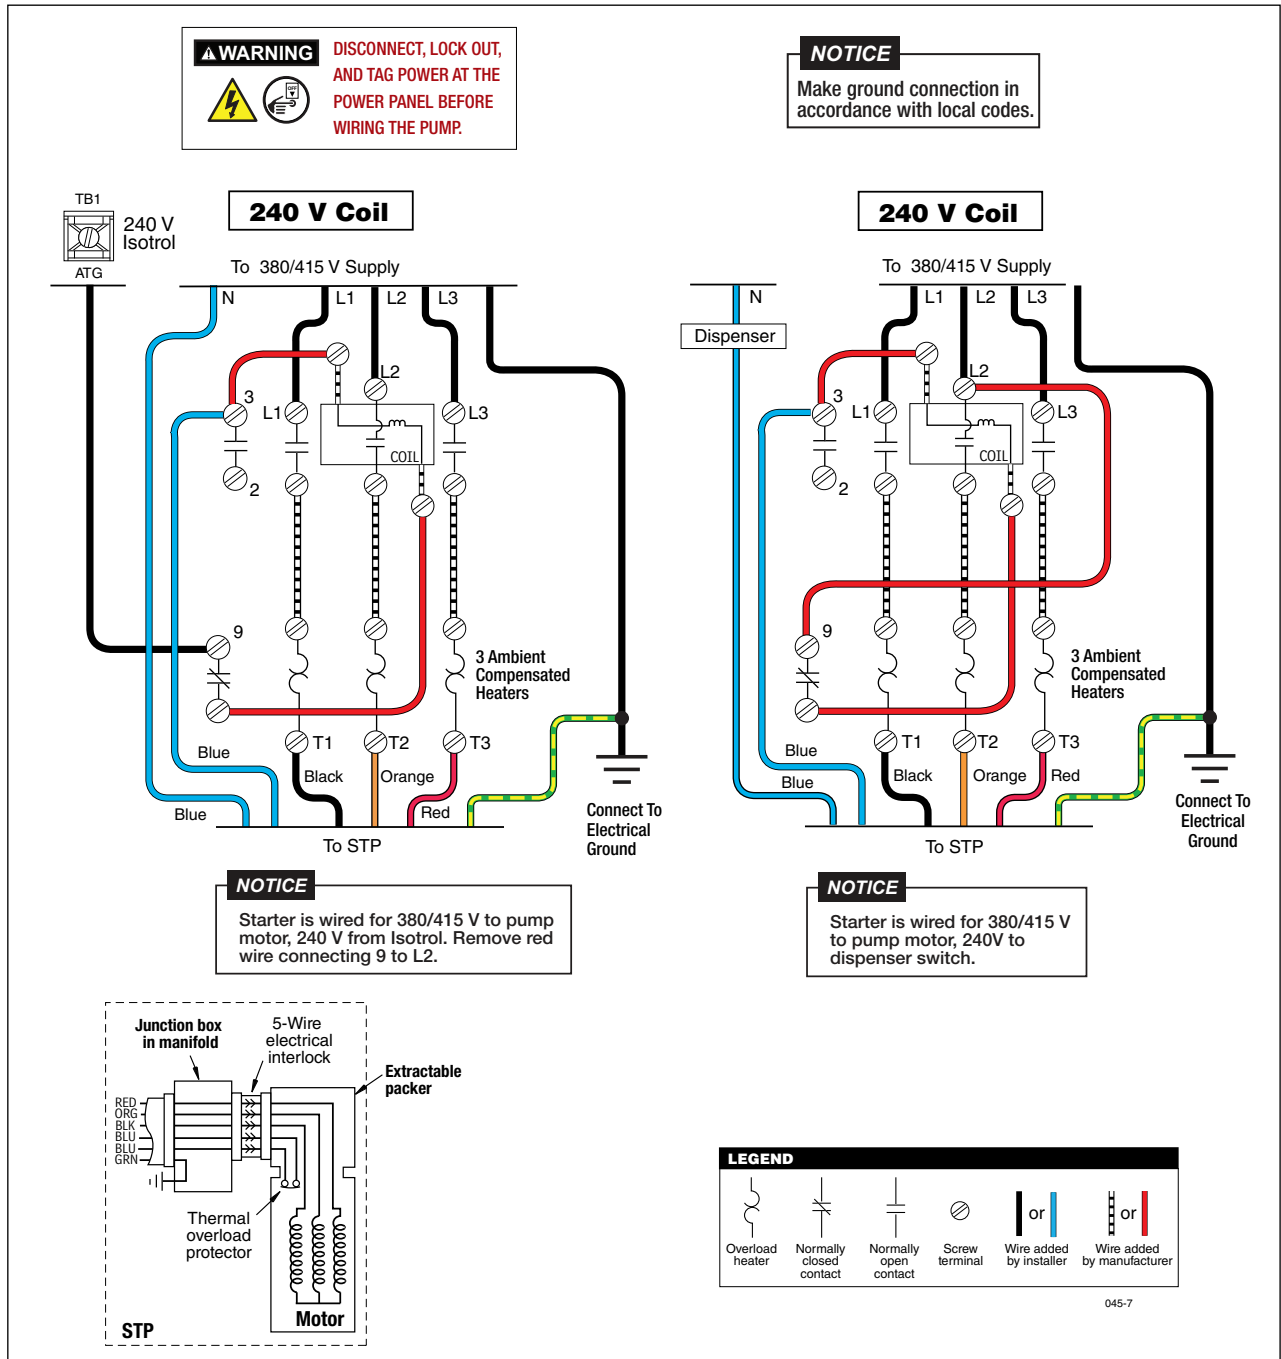 WARNING
DISCONNECT, LOCK OUT,
AND TAG POWER AT THE
POWER PANEL BEFORE
WIRING THE PUMP.
OFF
NOTICE
Make ground connection in
accordance with local codes.
TB1
240 V
Isotrol
ATG
240 V Coil
To 380/415 V Supply
N
L1
L2
L3
3
L2
L1
L3
COIL
2
9
3 Ambient
Compensated
Heaters
T1
T2
T3
Blue
Black
Orange
Red
Blue
To STP
Connect To
Electrical
Ground
240 V Coil
To 380/415 V Supply
N
L1
L2
L3
Dispenser
3
L2
L1
L3
COIL
2
9
3 Ambient
Compensated
Heaters
T1
T2
T3
Blue
Blue
Black
Orange
Red
To STP
Connect To
Electrical
Ground
NOTICE
Starter is wired for 380/415 V to pump
motor, 240 V from Isotrol. Remove red
wire connecting 9 to L2.
NOTICE
Starter is wired for 380/415 V
to pump motor, 240V to
dispenser switch.
Junction box
in manifold
5-Wire
electrical
interlock
Extractable
packer
RED
ORG
BLK
BLU
BLU
GRN
Thermal
overload
protector
Motor
STP
LEGEND
or
or
Overload
heater
Normally
closed
contact
Normally
open
contact
Screw
terminal
Wire added
by installer
Wire added
by manufacturer
045-7